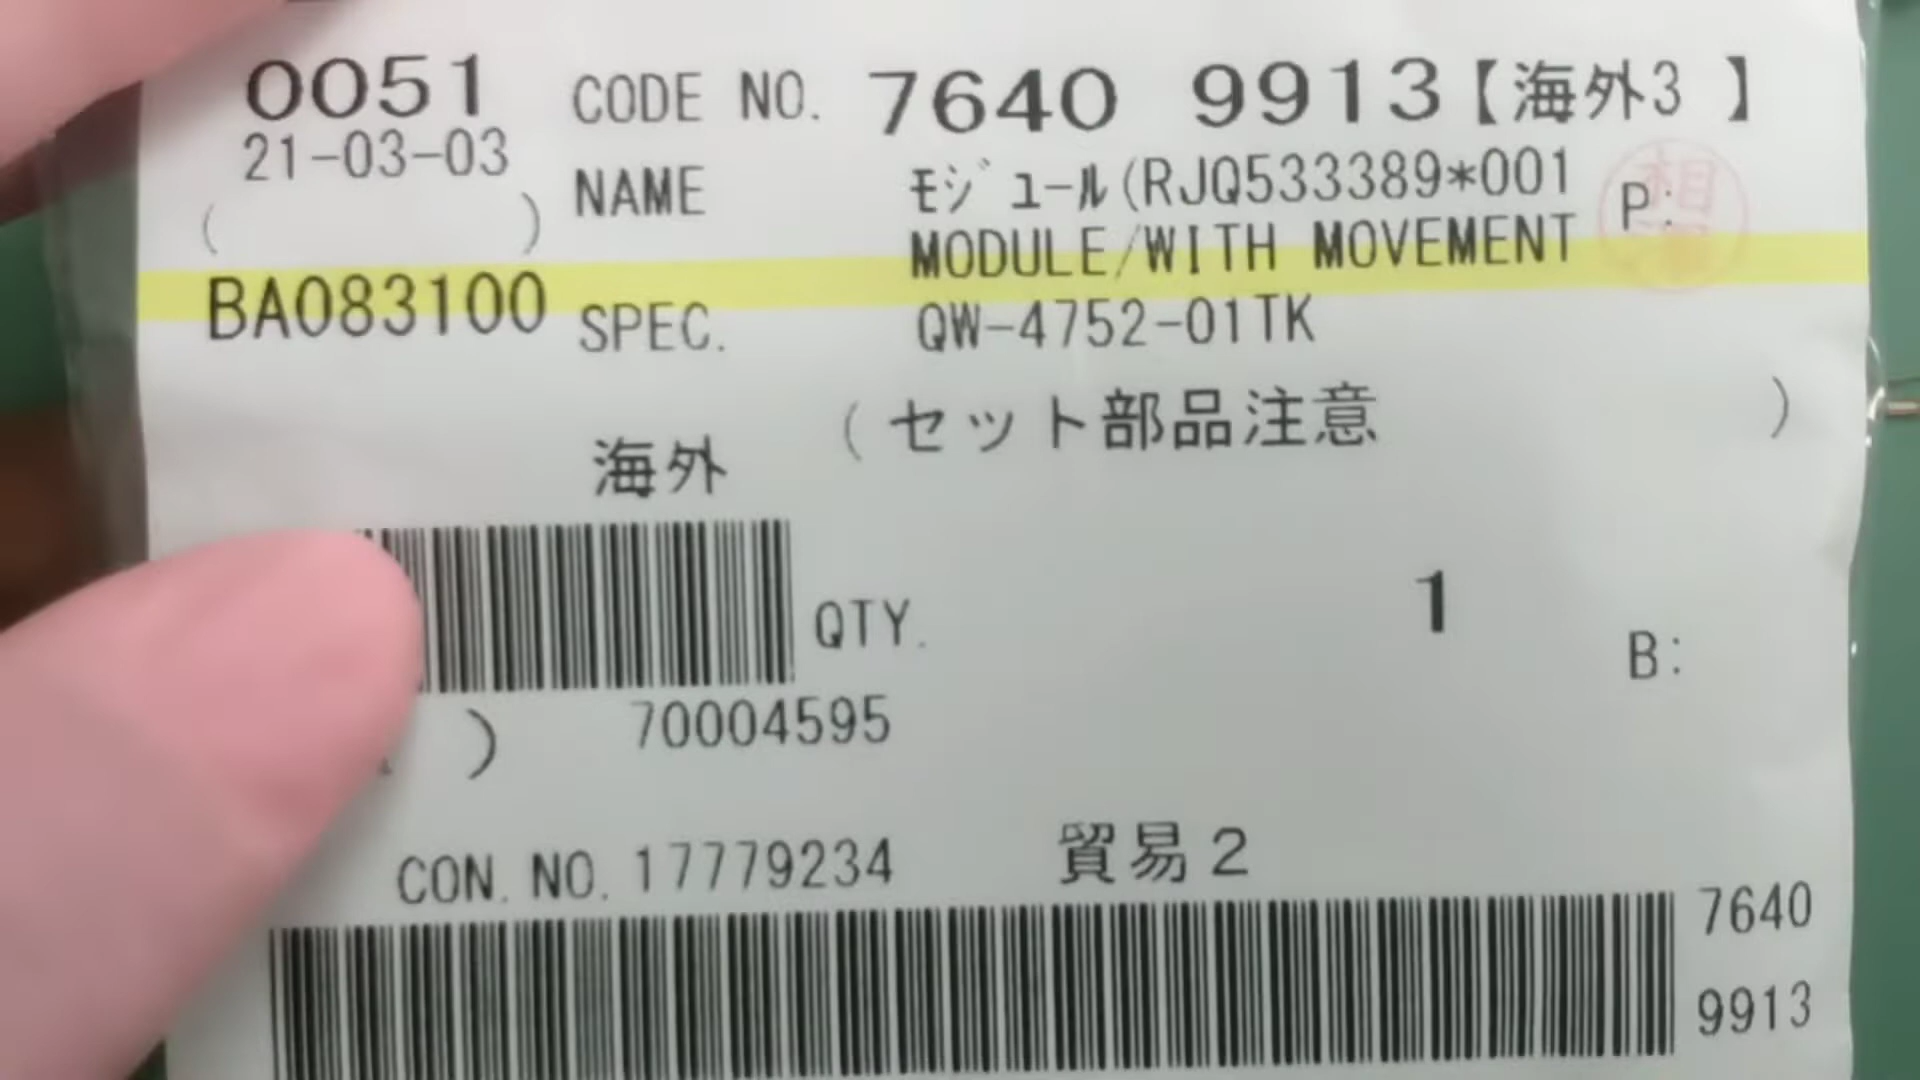 0051 CODE NO. 7640 9913【海外3 】
21-03-03
NAME モジュール(RJQ533389*001 P:
( ) MODULE/WITH MOVEMENT
BA083100 SPEC. QW-4752-01TK
(セット部品注意 )
海外
QTY. 1
B:
) 70004595
CON. NO. 17779234 貿易2
7640
9913